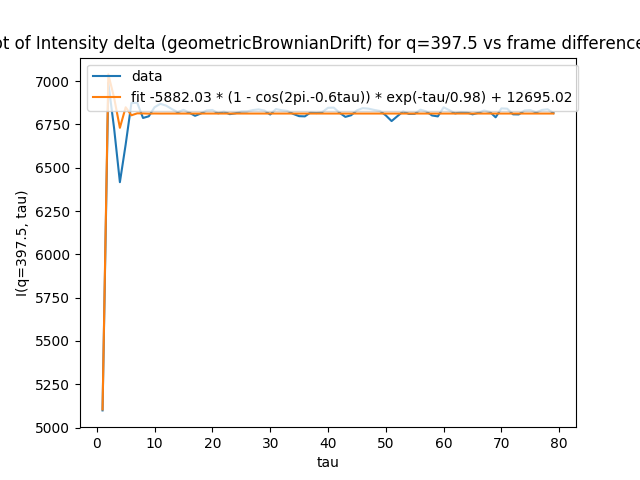 ot of Intensity delta (geometricBrownianDrift) for q=397.5 vs frame difference
data
fit -5882.03 * (1 - cos(2pi.-0.6tau)) * exp(-tau/0.98) + 12695.02
I(q=397.5, tau)
7000
6750
6500
6250
6000
5750
5500
5250
5000
0 10 20 30 40 50 60 70 80
tau